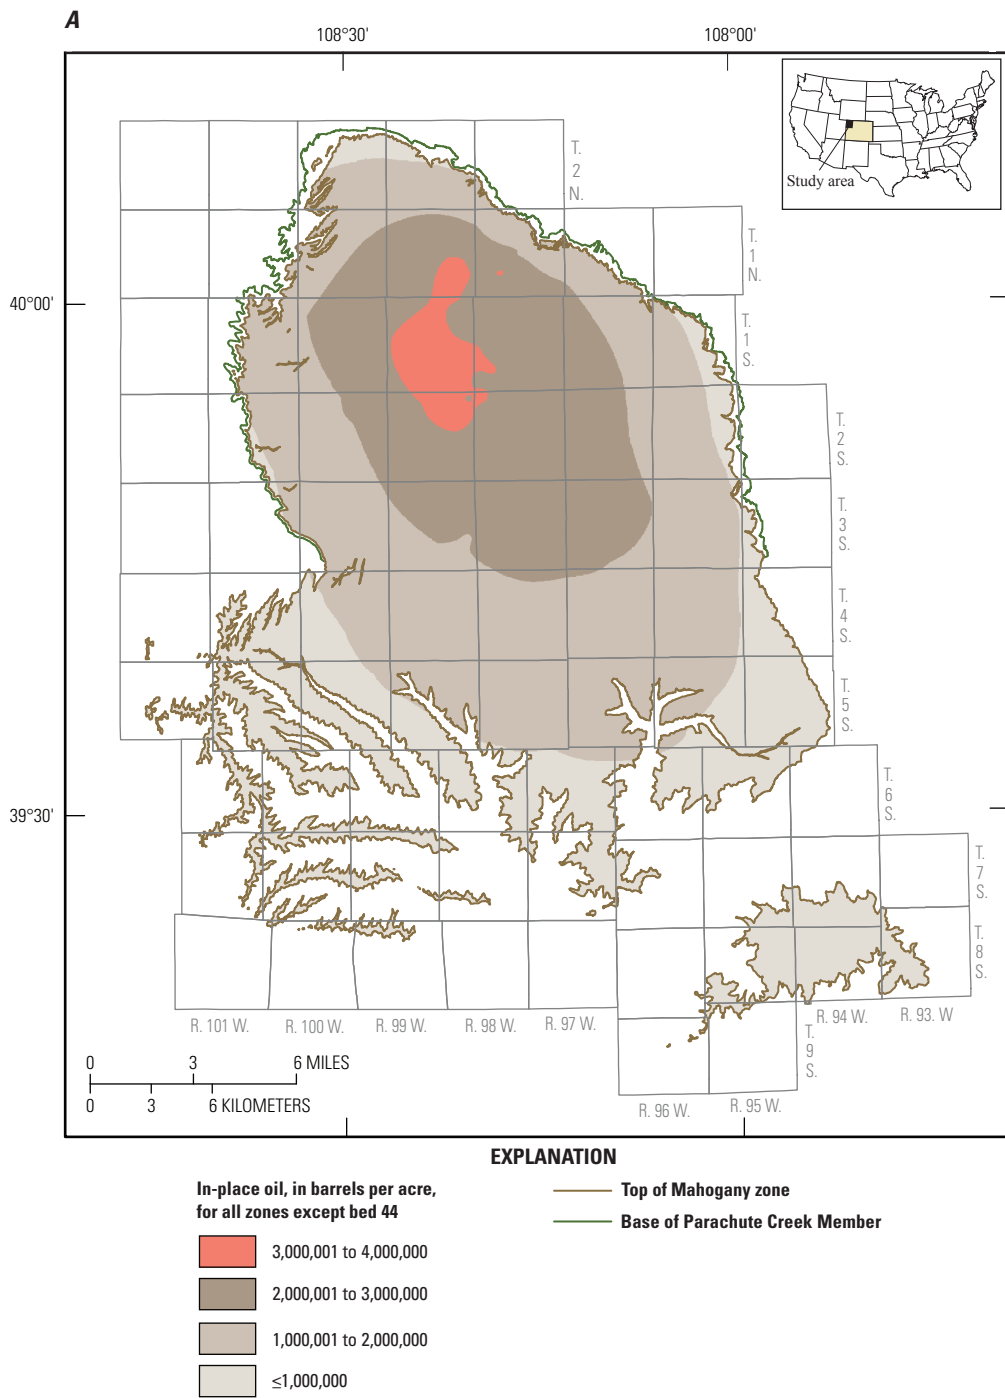 A
108°30'
108°00'
Study area
T.
2
N.
T.
1
N.
40°00'
T.
1
S.
T.
2
S.
T.
3
S.
T.
4
S.
T.
5
S.
39°30'
T.
6
S.
T.
7
S.
T.
8
S.
R. 101 W.
R. 100 W.
R. 99 W.
R. 98 W.
R. 97 W.
R. 94 W.
R. 93. W
T.
9
S.
R. 96 W.
R. 95 W.
0 3 6 MILES
0 3 6 KILOMETERS
EXPLANATION
In-place oil, in barrels per acre,
for all zones except bed 44
3,000,001 to 4,000,000
2,000,001 to 3,000,000
1,000,001 to 2,000,000
≤1,000,000
Top of Mahogany zone
Base of Parachute Creek Member